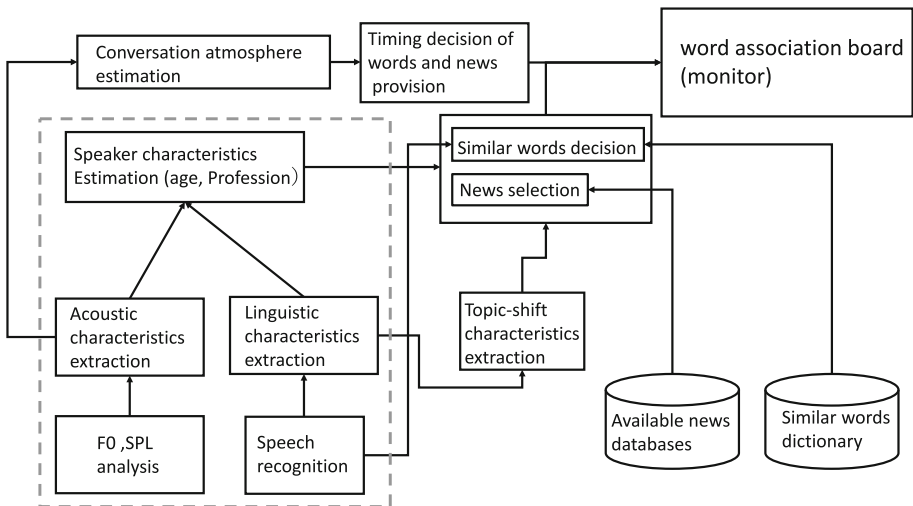 Conversation atmosphere
estimation
Timing decision of
words and news
provision
word association board
(monitor)
Speaker characteristics
Estimation (age, Profession）
Similar words decision
News selection
Acoustic
characteristics
extraction
Linguistic
characteristics
extraction
Topic-shift
characteristics
extraction
F0 ,SPL
analysis
Speech
recognition
Available news
databases
Similar words
dictionary